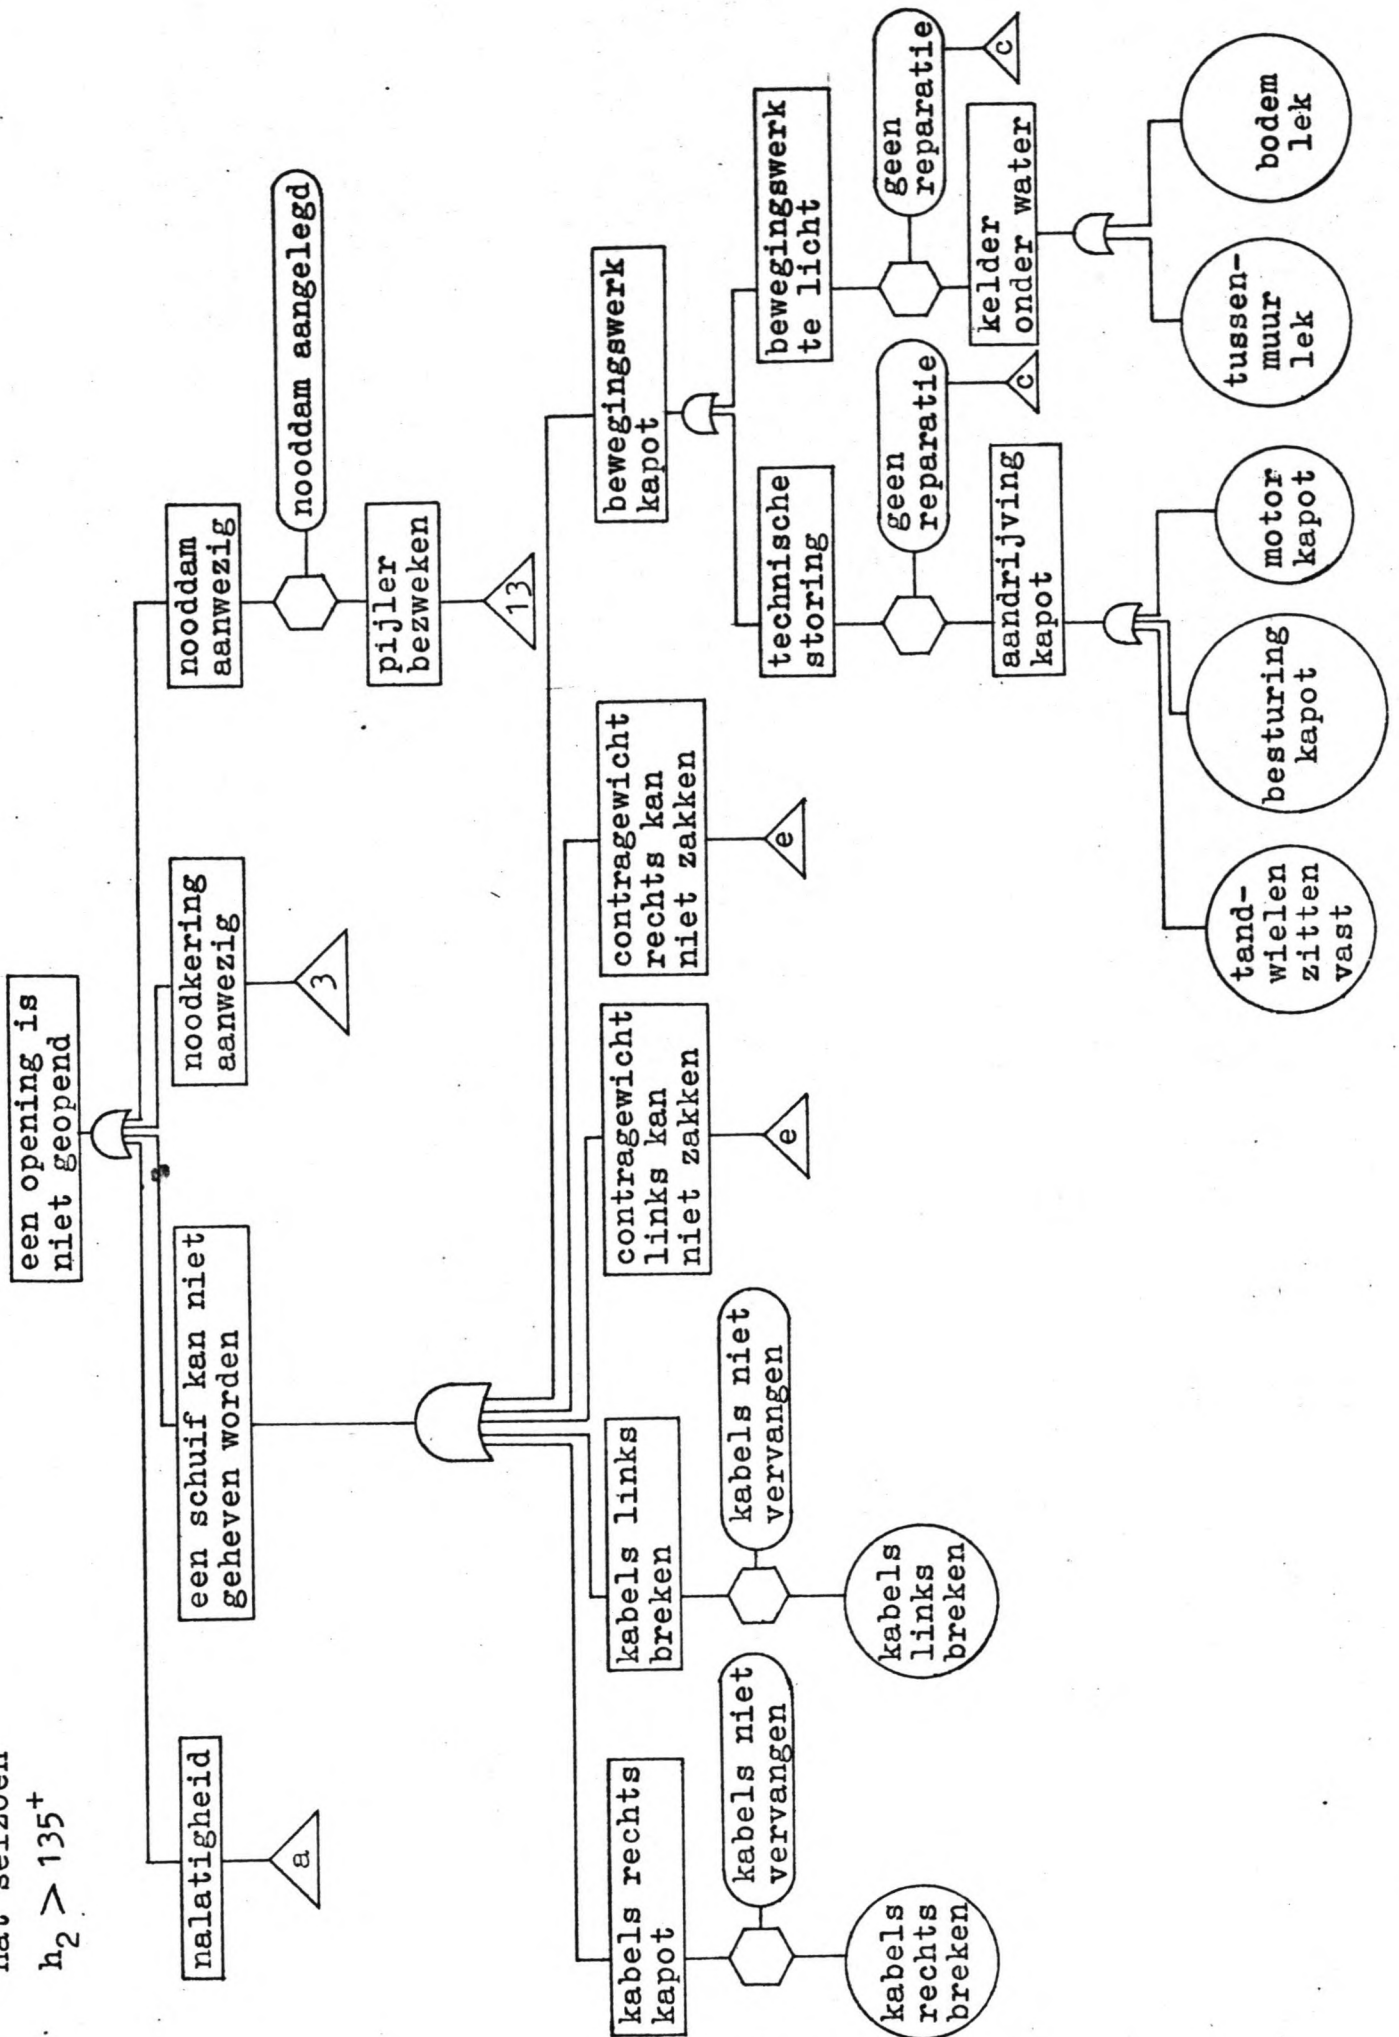 nat seizoen
h₂ > 135⁺
een opening is
niet geopend
nalatigheid
a
een schuif kan niet
geheven worden
noodkering
aanwezig
3
nooddam
aanwezig
nooddam aangelegd
pijler
bezweken
13
kabels rechts
kapot
kabels niet
vervangen
kabels
rechts
breken
kabels links
breken
kabels niet
vervangen
kabels
links
breken
contragewicht
links kan
niet zakken
e
contragewicht
rechts kan
niet zakken
e
bewegingswerk
kapot
technische
storing
geen
reparatie
c
aandrijving
kapot
tand-
wielen
zitten
vast
besturing
kapot
motor
kapot
bewegingswerk
te licht
geen
reparatie
c
kelder
onder water
tussen-
muur
lek
bodem
lek